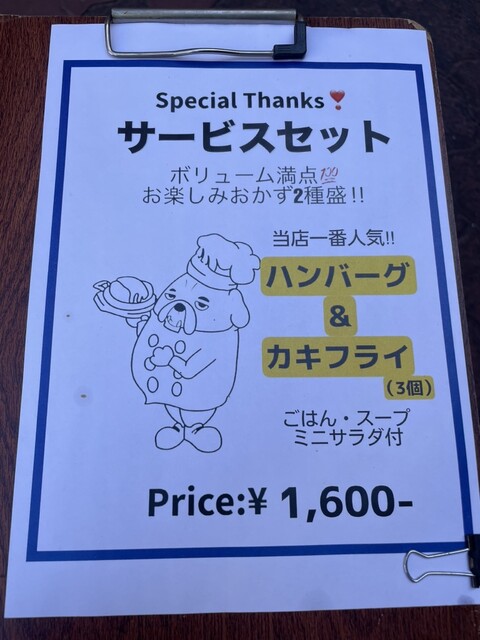 Special Thanks❣
サービスセット
ボリューム満点💯
お楽しみおかず2種盛!!
当店一番人気!!
ハンバーグ
&
カキフライ
(3個)
ごはん・スープ
ミニサラダ付
Price:¥ 1,600-